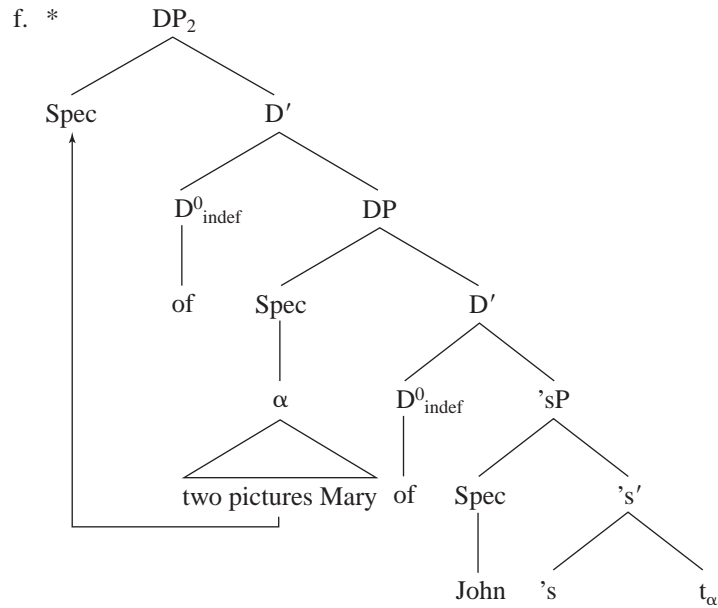 f. * DP₂
Spec D′
D⁰indef DP
of Spec D′
α D⁰indef ’sP
two pictures Mary of Spec ’s′
John ’s tα